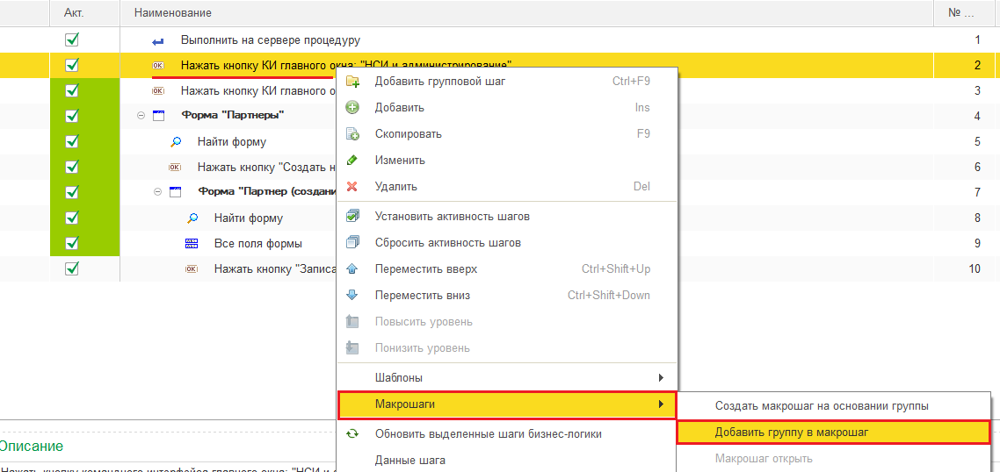 Акт. Наименование № ...
Выполнить на сервере процедуру 1
Нажать кнопку КИ главного окна: "НСИ и администрирование" 2
Нажать кнопку КИ главного о 3
Форма "Партнеры" 4
Найти форму 5
Нажать кнопку "Создать н 6
Форма "Партнер (создани 7
Найти форму 8
Все поля формы 9
Нажать кнопку "Записа 10
Добавить групповой шаг Ctrl+F9
Добавить Ins
Скопировать F9
Изменить
Удалить Del
Установить активность шагов
Сбросить активность шагов
Переместить вверх Ctrl+Shift+Up
Переместить вниз Ctrl+Shift+Down
Повысить уровень
Понизить уровень
Шаблоны
Макрошаги
Обновить выделенные шаги бизнес-логики
Данные шага
Создать макрошаг на основании группы
Добавить группу в макрошаг
Макрошаг открыть
Описание
Нажать кнопку командного интерфейса главного окна: "НСИ и а